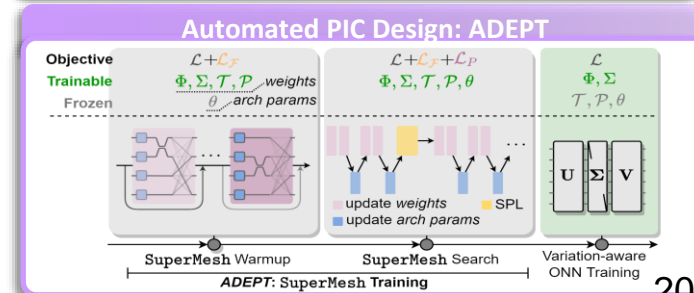 Automated PIC Design: ADEPT
Objective ℒ+ℒ_ℱ ℒ+ℒ_ℱ+ℒ_P ℒ
Trainable Φ, Σ, 𝒯, 𝒫 weights Φ, Σ, 𝒯, 𝒫, θ Φ, Σ
Frozen θ arch params 𝒯, 𝒫, θ
... ...
U Σ V
update weights SPL
update arch params
SuperMesh Warmup SuperMesh Search Variation-aware
ONN Training
ADEPT: SuperMesh Training
20